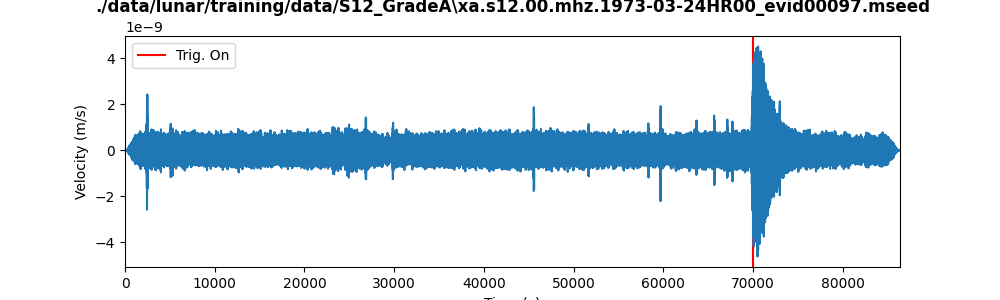 ./data/lunar/training/data/S12_GradeA\xa.s12.00.mhz.1973-03-24HR00_evid00097.mseed
1e−9
Trig. On
4
2
0
−2
−4
Velocity (m/s)
0 10000 20000 30000 40000 50000 60000 70000 80000
Time (s)